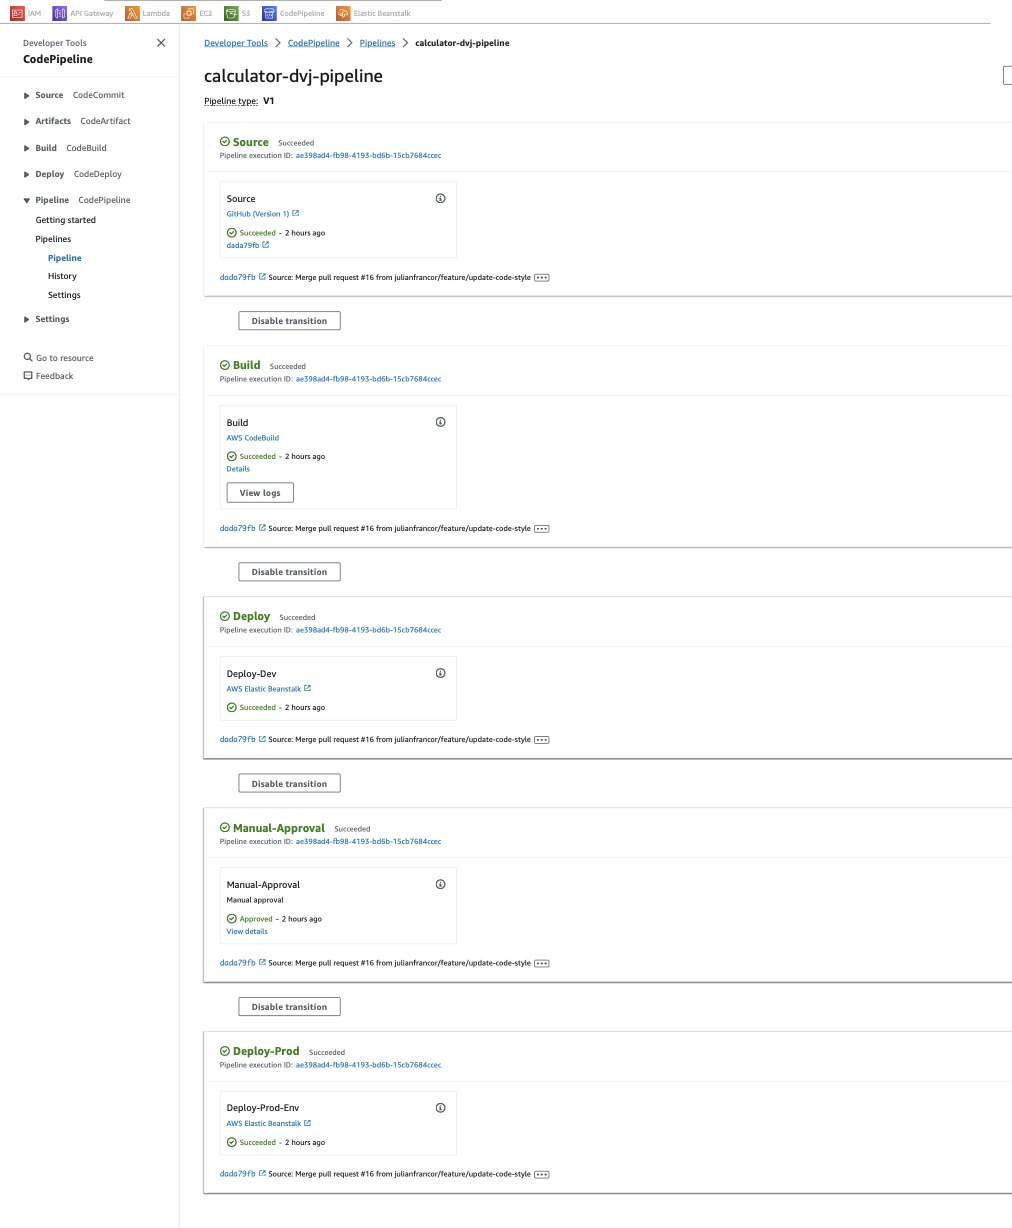 IAM API Gateway Lambda EC2 S3 CodePipeline Elastic Beanstalk
Developer Tools
CodePipeline
Source CodeCommit
Artifacts CodeArtifact
Build CodeBuild
Deploy CodeDeploy
Pipeline CodePipeline
Getting started
Pipelines
Pipeline
History
Settings
Settings
Go to resource
Feedback
Developer Tools > CodePipeline > Pipelines > calculator-dvj-pipeline
calculator-dvj-pipeline
Pipeline type: V1
Source Succeeded
Pipeline execution ID: ae398ad4-fb98-4193-bd6b-15cb7684ccec
Source
GitHub (Version 1)
Succeeded - 2 hours ago
dada79fb
dada79fb Source: Merge pull request #16 from julianfrancor/feature/update-code-style
Disable transition
Build Succeeded
Pipeline execution ID: ae398ad4-fb98-4193-bd6b-15cb7684ccec
Build
AWS CodeBuild
Succeeded - 2 hours ago
Details
View logs
dada79fb Source: Merge pull request #16 from julianfrancor/feature/update-code-style
Disable transition
Deploy Succeeded
Pipeline execution ID: ae398ad4-fb98-4193-bd6b-15cb7684ccec
Deploy-Dev
AWS Elastic Beanstalk
Succeeded - 2 hours ago
dada79fb Source: Merge pull request #16 from julianfrancor/feature/update-code-style
Disable transition
Manual-Approval Succeeded
Pipeline execution ID: ae398ad4-fb98-4193-bd6b-15cb7684ccec
Manual-Approval
Manual approval
Approved - 2 hours ago
View details
dada79fb Source: Merge pull request #16 from julianfrancor/feature/update-code-style
Disable transition
Deploy-Prod Succeeded
Pipeline execution ID: ae398ad4-fb98-4193-bd6b-15cb7684ccec
Deploy-Prod-Env
AWS Elastic Beanstalk
Succeeded - 2 hours ago
dada79fb Source: Merge pull request #16 from julianfrancor/feature/update-code-style